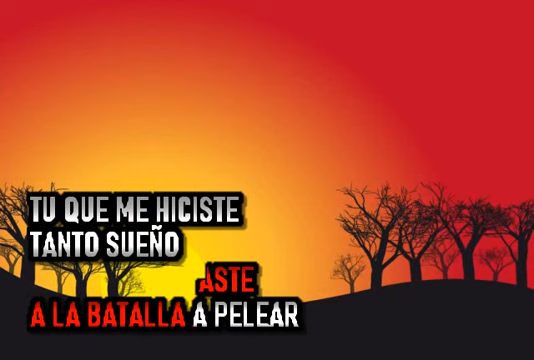 TU QUE ME HICISTE
TANTO SUEÑO
ASTE
A LA BATALLA A PELEAR